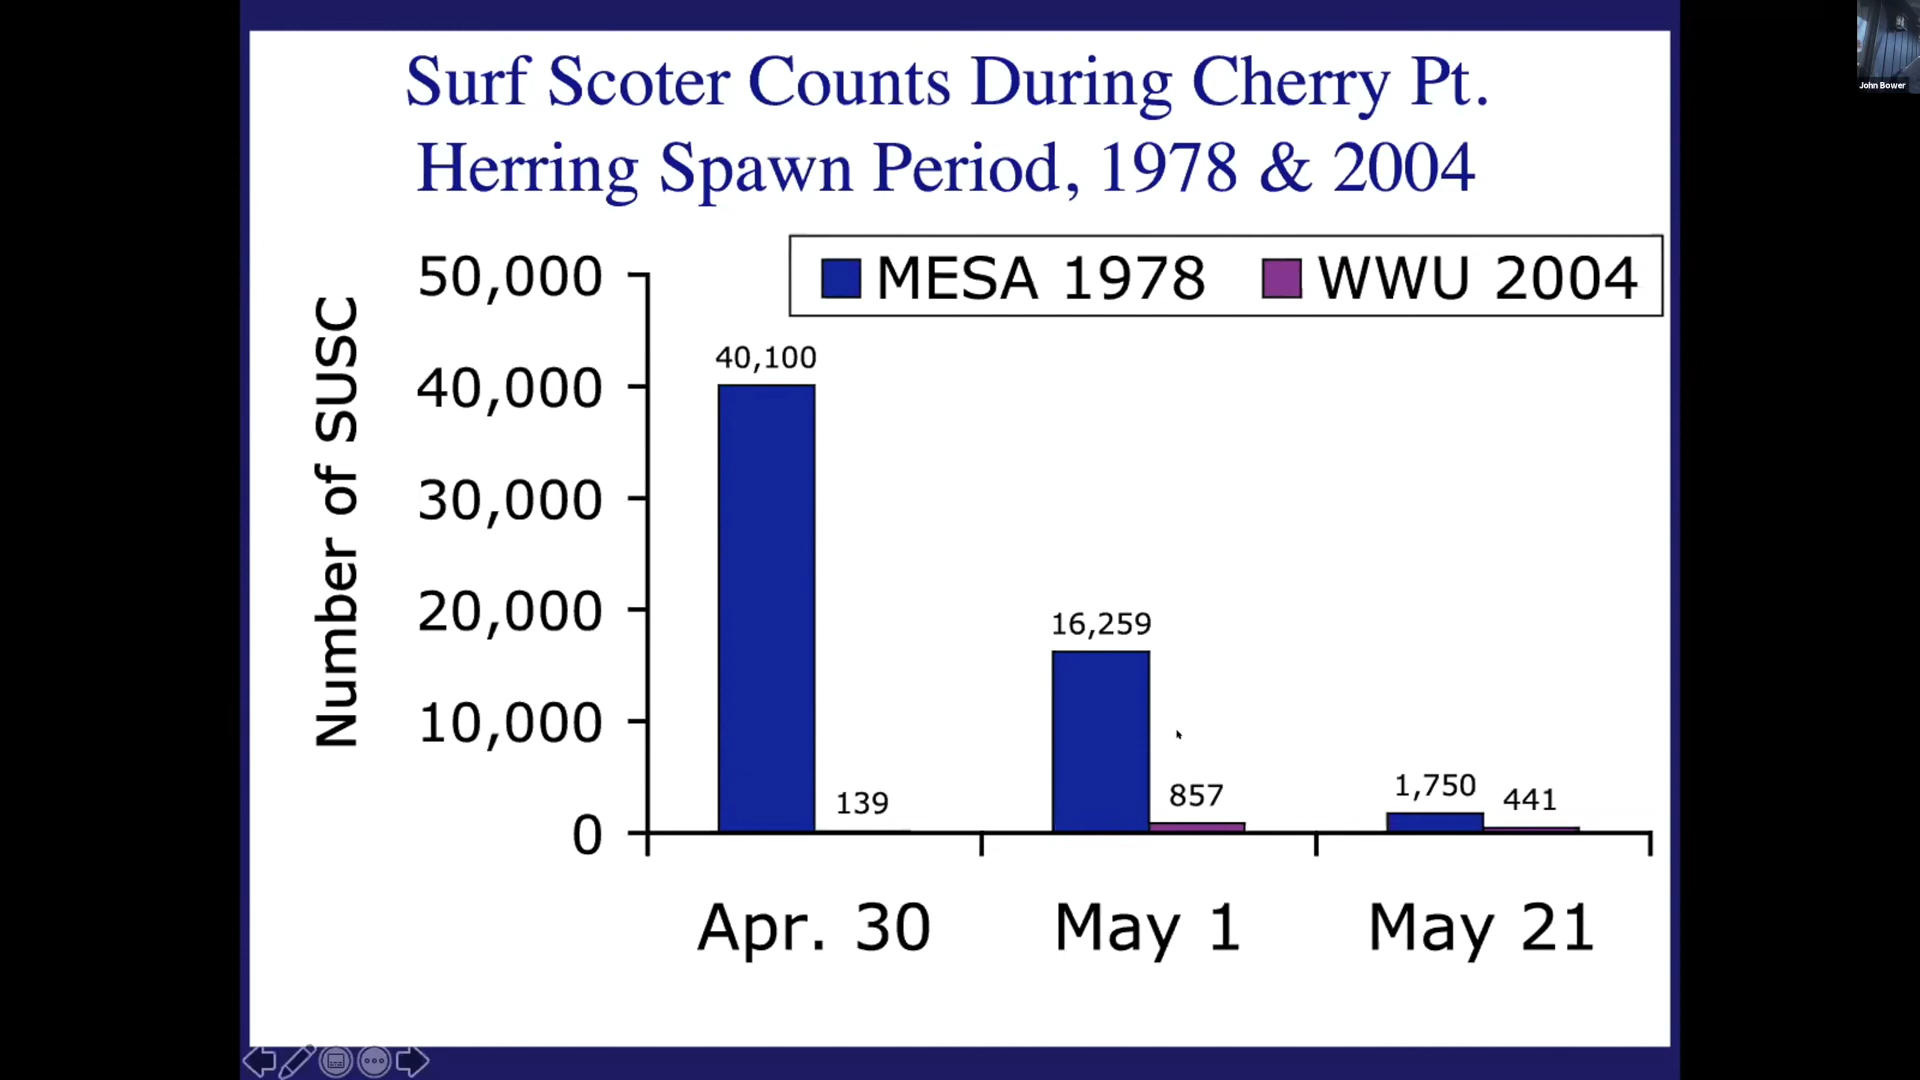 Surf Scoter Counts During Cherry Pt.
Herring Spawn Period, 1978 & 2004
MESA 1978 WWU 2004
Number of SUSC
50,000
40,000
30,000
20,000
10,000
0
40,100
139
16,259
857
1,750
441
Apr. 30 May 1 May 21
John Bower